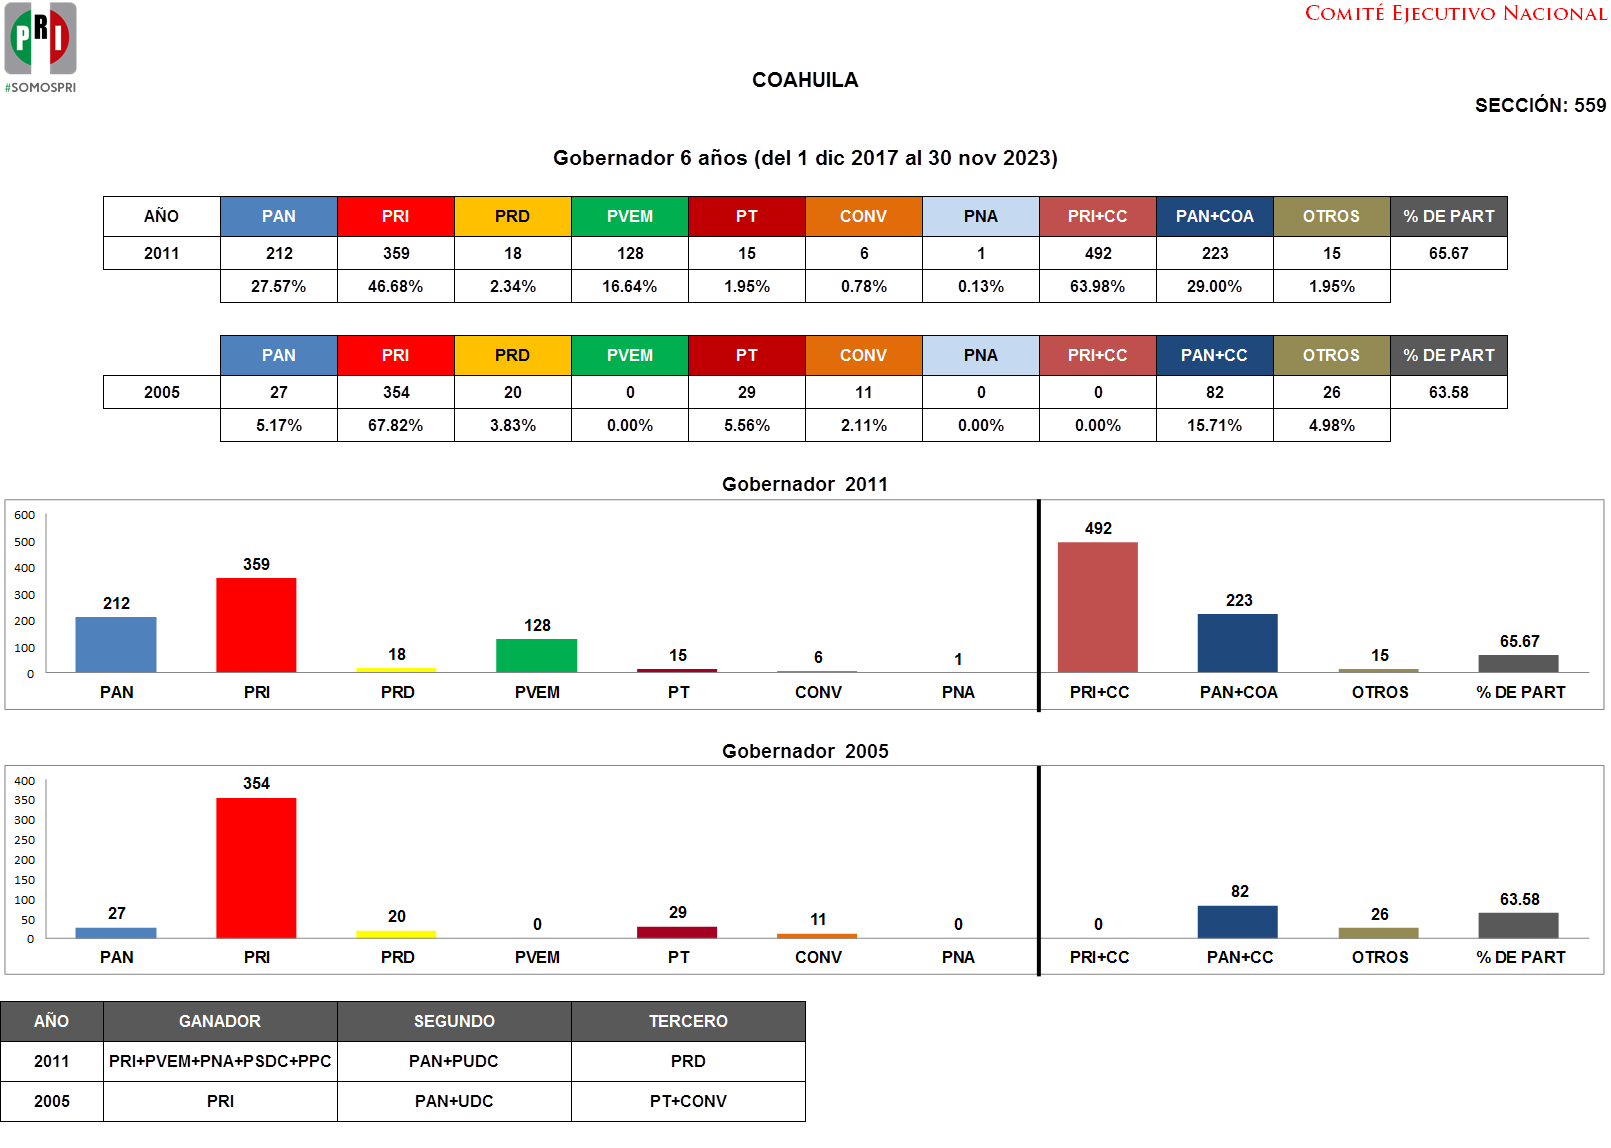 PRI
#SOMOSPRI
COMITÉ EJECUTIVO NACIONAL
COAHUILA
SECCIÓN: 559
Gobernador 6 años (del 1 dic 2017 al 30 nov 2023)
AÑO PAN PRI PRD PVEM PT CONV PNA PRI+CC PAN+COA OTROS % DE PART
2011 212 359 18 128 15 6 1 492 223 15 65.67
27.57% 46.68% 2.34% 16.64% 1.95% 0.78% 0.13% 63.98% 29.00% 1.95%
PAN PRI PRD PVEM PT CONV PNA PRI+CC PAN+CC OTROS % DE PART
2005 27 354 20 0 29 11 0 0 82 26 63.58
5.17% 67.82% 3.83% 0.00% 5.56% 2.11% 0.00% 0.00% 15.71% 4.98%
Gobernador 2011
600
500
400
300
200
100
0
212 359 18 128 15 6 1 492 223 15 65.67
PAN PRI PRD PVEM PT CONV PNA PRI+CC PAN+COA OTROS % DE PART
Gobernador 2005
400
350
300
250
200
150
100
50
0
27 354 20 0 29 11 0 0 82 26 63.58
PAN PRI PRD PVEM PT CONV PNA PRI+CC PAN+CC OTROS % DE PART
AÑO GANADOR SEGUNDO TERCERO
2011 PRI+PVEM+PNA+PSDC+PPC PAN+PUDC PRD
2005 PRI PAN+UDC PT+CONV